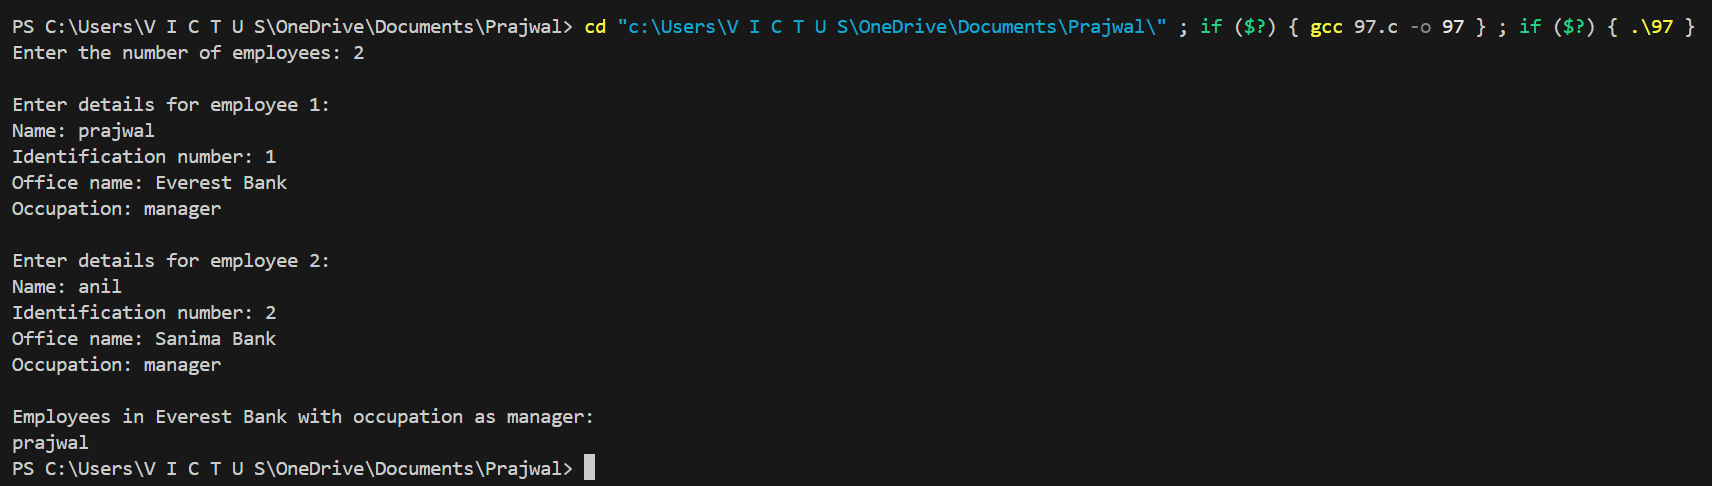 PS C:\Users\V I C T U S\OneDrive\Documents\Prajwal> cd "c:\Users\V I C T U S\OneDrive\Documents\Prajwal\" ; if ($?) { gcc 97.c -o 97 } ; if ($?) { .\97 }
Enter the number of employees: 2
Enter details for employee 1:
Name: prajwal
Identification number: 1
Office name: Everest Bank
Occupation: manager
Enter details for employee 2:
Name: anil
Identification number: 2
Office name: Sanima Bank
Occupation: manager
Employees in Everest Bank with occupation as manager:
prajwal
PS C:\Users\V I C T U S\OneDrive\Documents\Prajwal>